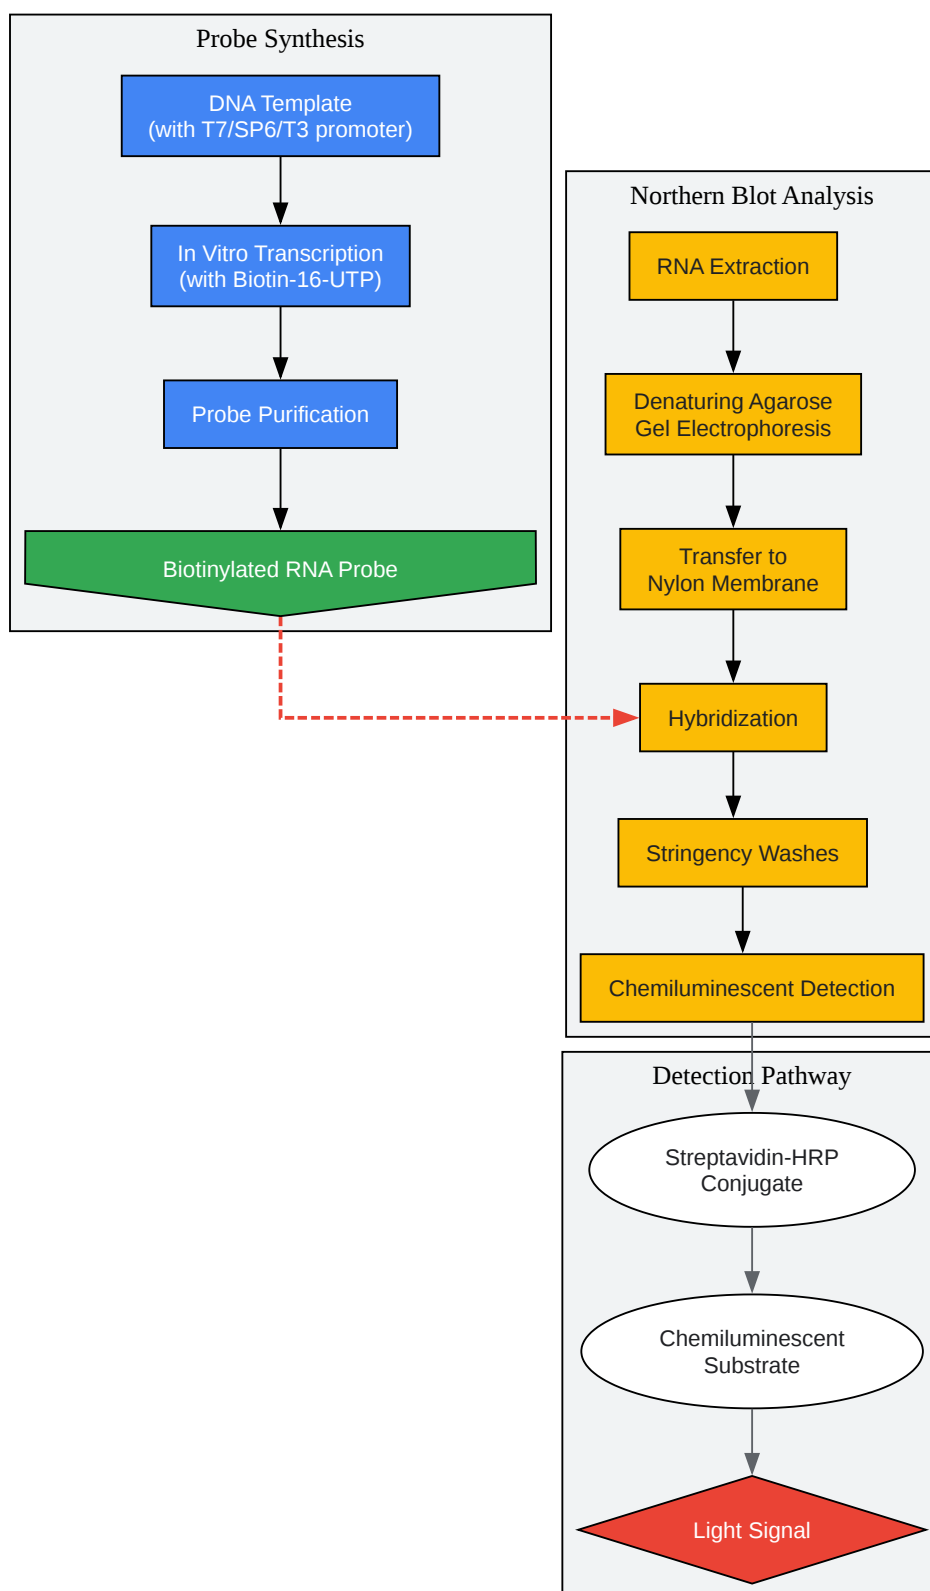 Probe Synthesis
DNA Template
(with T7/SP6/T3 promoter)
In Vitro Transcription
(with Biotin-16-UTP)
Probe Purification
Biotinylated RNA Probe
Northern Blot Analysis
RNA Extraction
Denaturing Agarose
Gel Electrophoresis
Transfer to
Nylon Membrane
Hybridization
Stringency Washes
Chemiluminescent Detection
Detection Pathway
Streptavidin-HRP
Conjugate
Chemiluminescent
Substrate
Light Signal